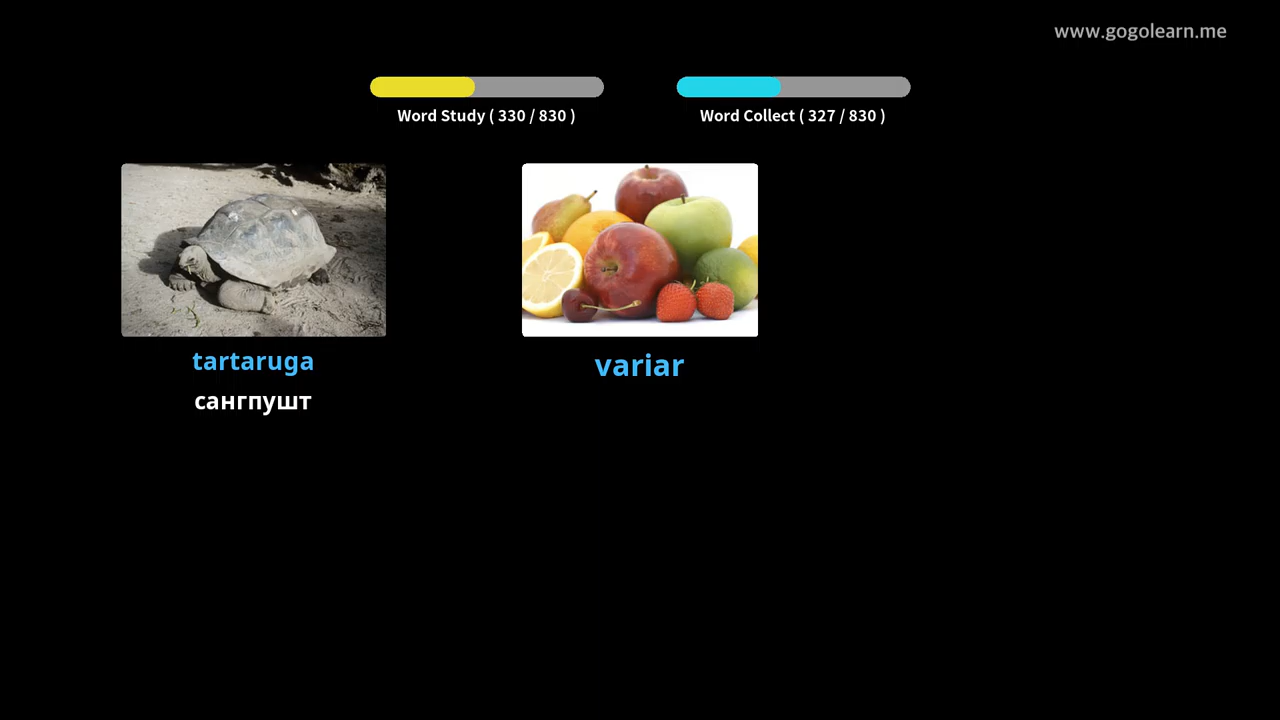 www.gogolearn.me
Word Study ( 330 / 830 )
Word Collect ( 327 / 830 )
tartaruga
сангпушт
variar